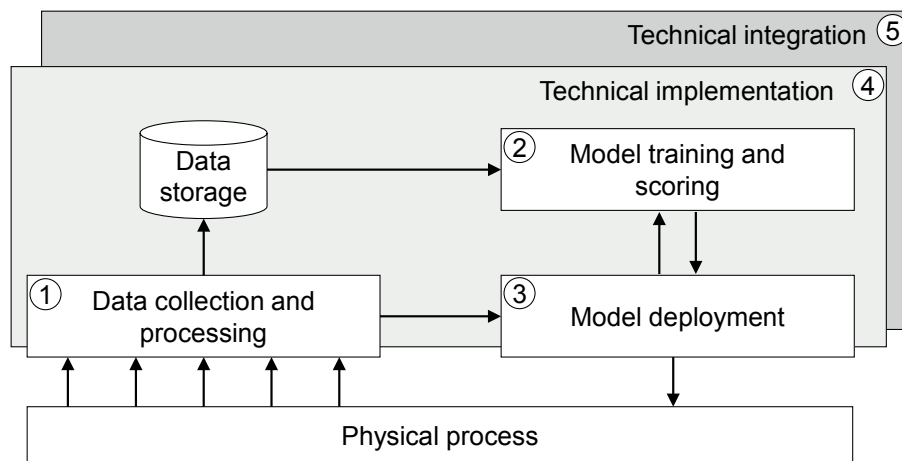 Technical integration 5
Technical implementation 4
Data
storage
2 Model training and
scoring
1 Data collection and
processing
3 Model deployment
Physical process